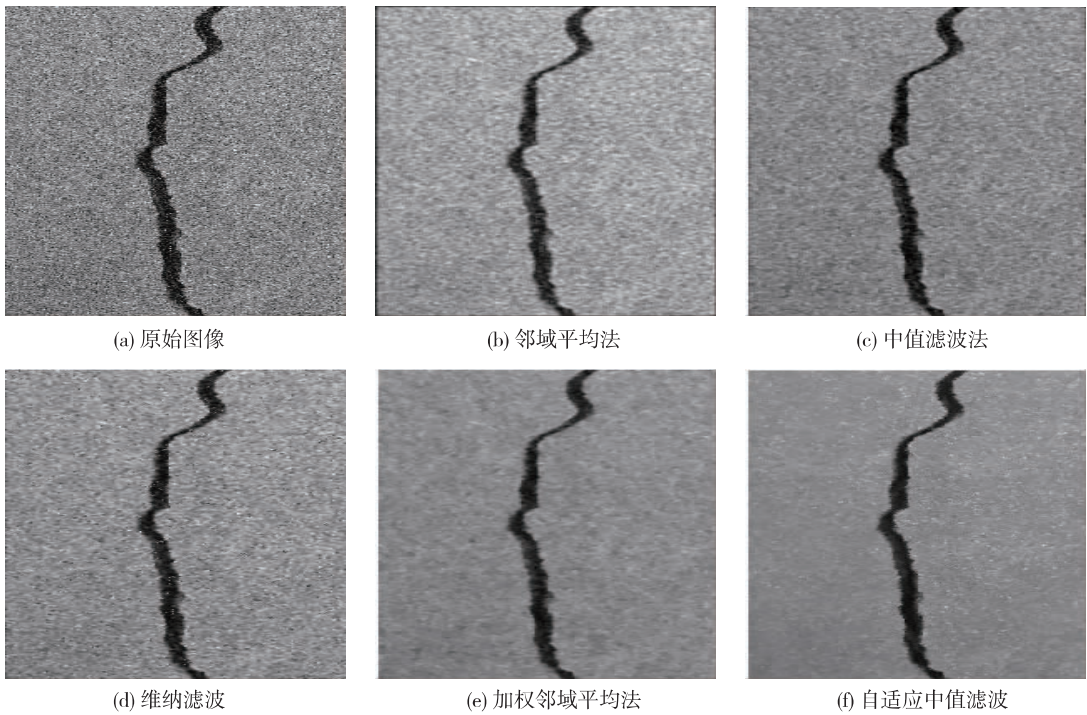 (a) 原始图像
(b) 邻域平均法
(c) 中值滤波法
(d) 维纳滤波
(e) 加权邻域平均法
(f) 自适应中值滤波